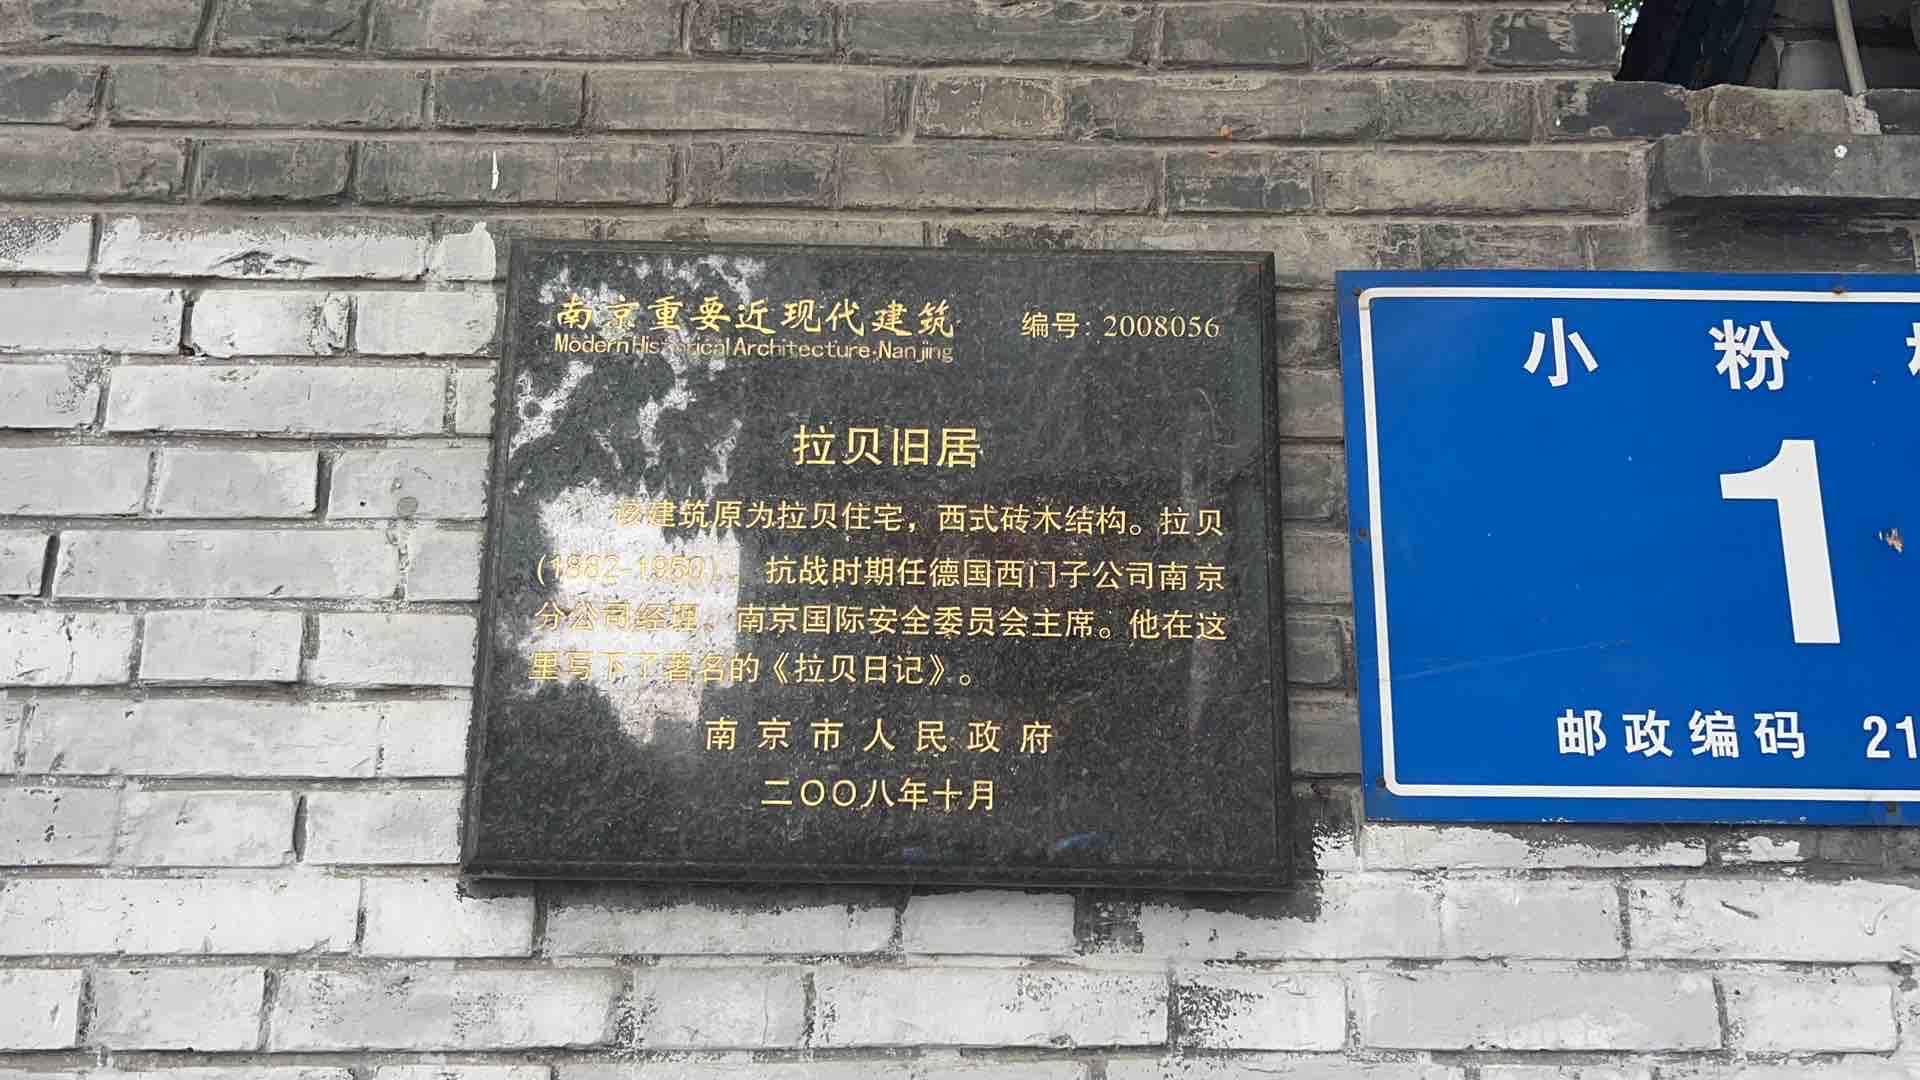 南京重要近现代建筑
编号: 2008056
Modern Historical Architecture·Nanjing
拉贝旧居
该建筑原为拉贝住宅，西式砖木结构。拉贝
(1882-1950)，抗战时期任德国西门子公司南京
分公司经理、南京国际安全委员会主席。他在这
里写下了著名的《拉贝日记》。
南京市人民政府
二〇〇八年十月
小粉
1
邮政编码 21